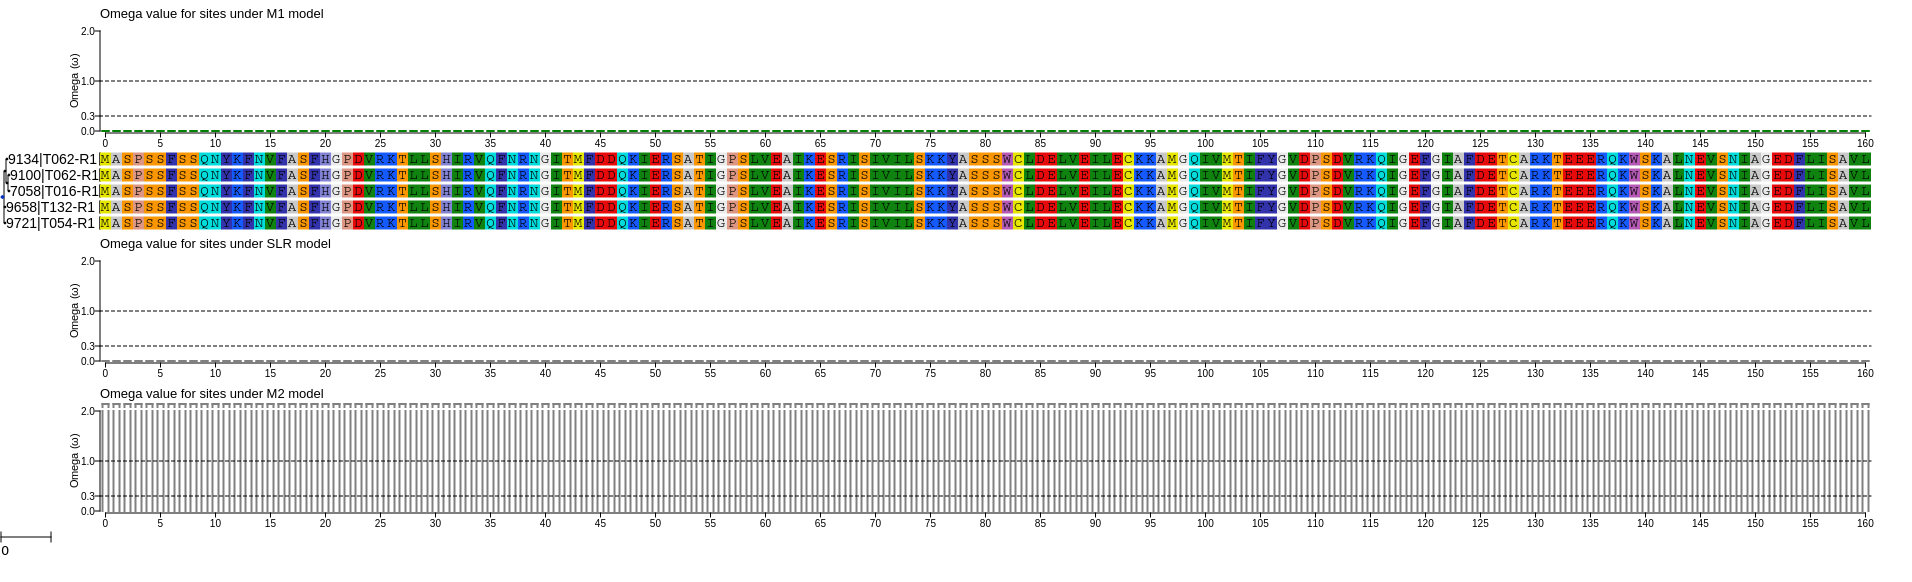 Omega value for sites under M1 model
2.0
1.0
0.3
0.0
Omega (ω)
0 5 10 15 20 25 30 35 40 45 50 55 60 65 70 75 80 85 90 95 100 105 110 115 120 125 130 135 140 145 150 155 160
9134|T062-R1 MASPSSFSSQNYKFNVFASFHGPDVRKTLLSHIRVQFNRNGITMFDDQKIERSATIGPSLVEAIKESRISIVILSKKYASSSWCLDELVEILECKKAMGQIVMTIFYGVDPSDVRKQIGEFGIAFDETCARKTEEERQKWSKALNEVSNIAGEDFLISAVL
9100|T062-R1 MASPSSFSSQNYKFNVFASFHGPDVRKTLLSHIRVQFNRNGITMFDDQKIERSATIGPSLVEAIKESRISIVILSKKYASSSWCLDELVEILECKKAMGQIVMTIFYGVDPSDVRKQIGEFGIAFDETCARKTEEERQKWSKALNEVSNIAGEDFLISAVL
7058|T016-R1 MASPSSFSSQNYKFNVFASFHGPDVRKTLLSHIRVQFNRNGITMFDDQKIERSATIGPSLVEAIKESRISIVILSKKYASSSWCLDELVEILECKKAMGQIVMTIFYGVDPSDVRKQIGEFGIAFDETCARKTEEERQKWSKALNEVSNIAGEDFLISAVL
9658|T132-R1 MASPSSFSSQNYKFNVFASFHGPDVRKTLLSHIRVQFNRNGITMFDDQKIERSATIGPSLVEAIKESRISIVILSKKYASSSWCLDELVEILECKKAMGQIVMTIFYGVDPSDVRKQIGEFGIAFDETCARKTEEERQKWSKALNEVSNIAGEDFLISAVL
9721|T054-R1 MASPSSFSSQNYKFNVFASFHGPDVRKTLLSHIRVQFNRNGITMFDDQKIERSATIGPSLVEAIKESRISIVILSKKYASSSWCLDELVEILECKKAMGQIVMTIFYGVDPSDVRKQIGEFGIAFDETCARKTEEERQKWSKALNEVSNIAGEDFLISAVL
Omega value for sites under SLR model
2.0
1.0
0.3
0.0
Omega (ω)
0 5 10 15 20 25 30 35 40 45 50 55 60 65 70 75 80 85 90 95 100 105 110 115 120 125 130 135 140 145 150 155 160
Omega value for sites under M2 model
2.0
1.0
0.3
0.0
Omega (ω)
0 5 10 15 20 25 30 35 40 45 50 55 60 65 70 75 80 85 90 95 100 105 110 115 120 125 130 135 140 145 150 155 160
0